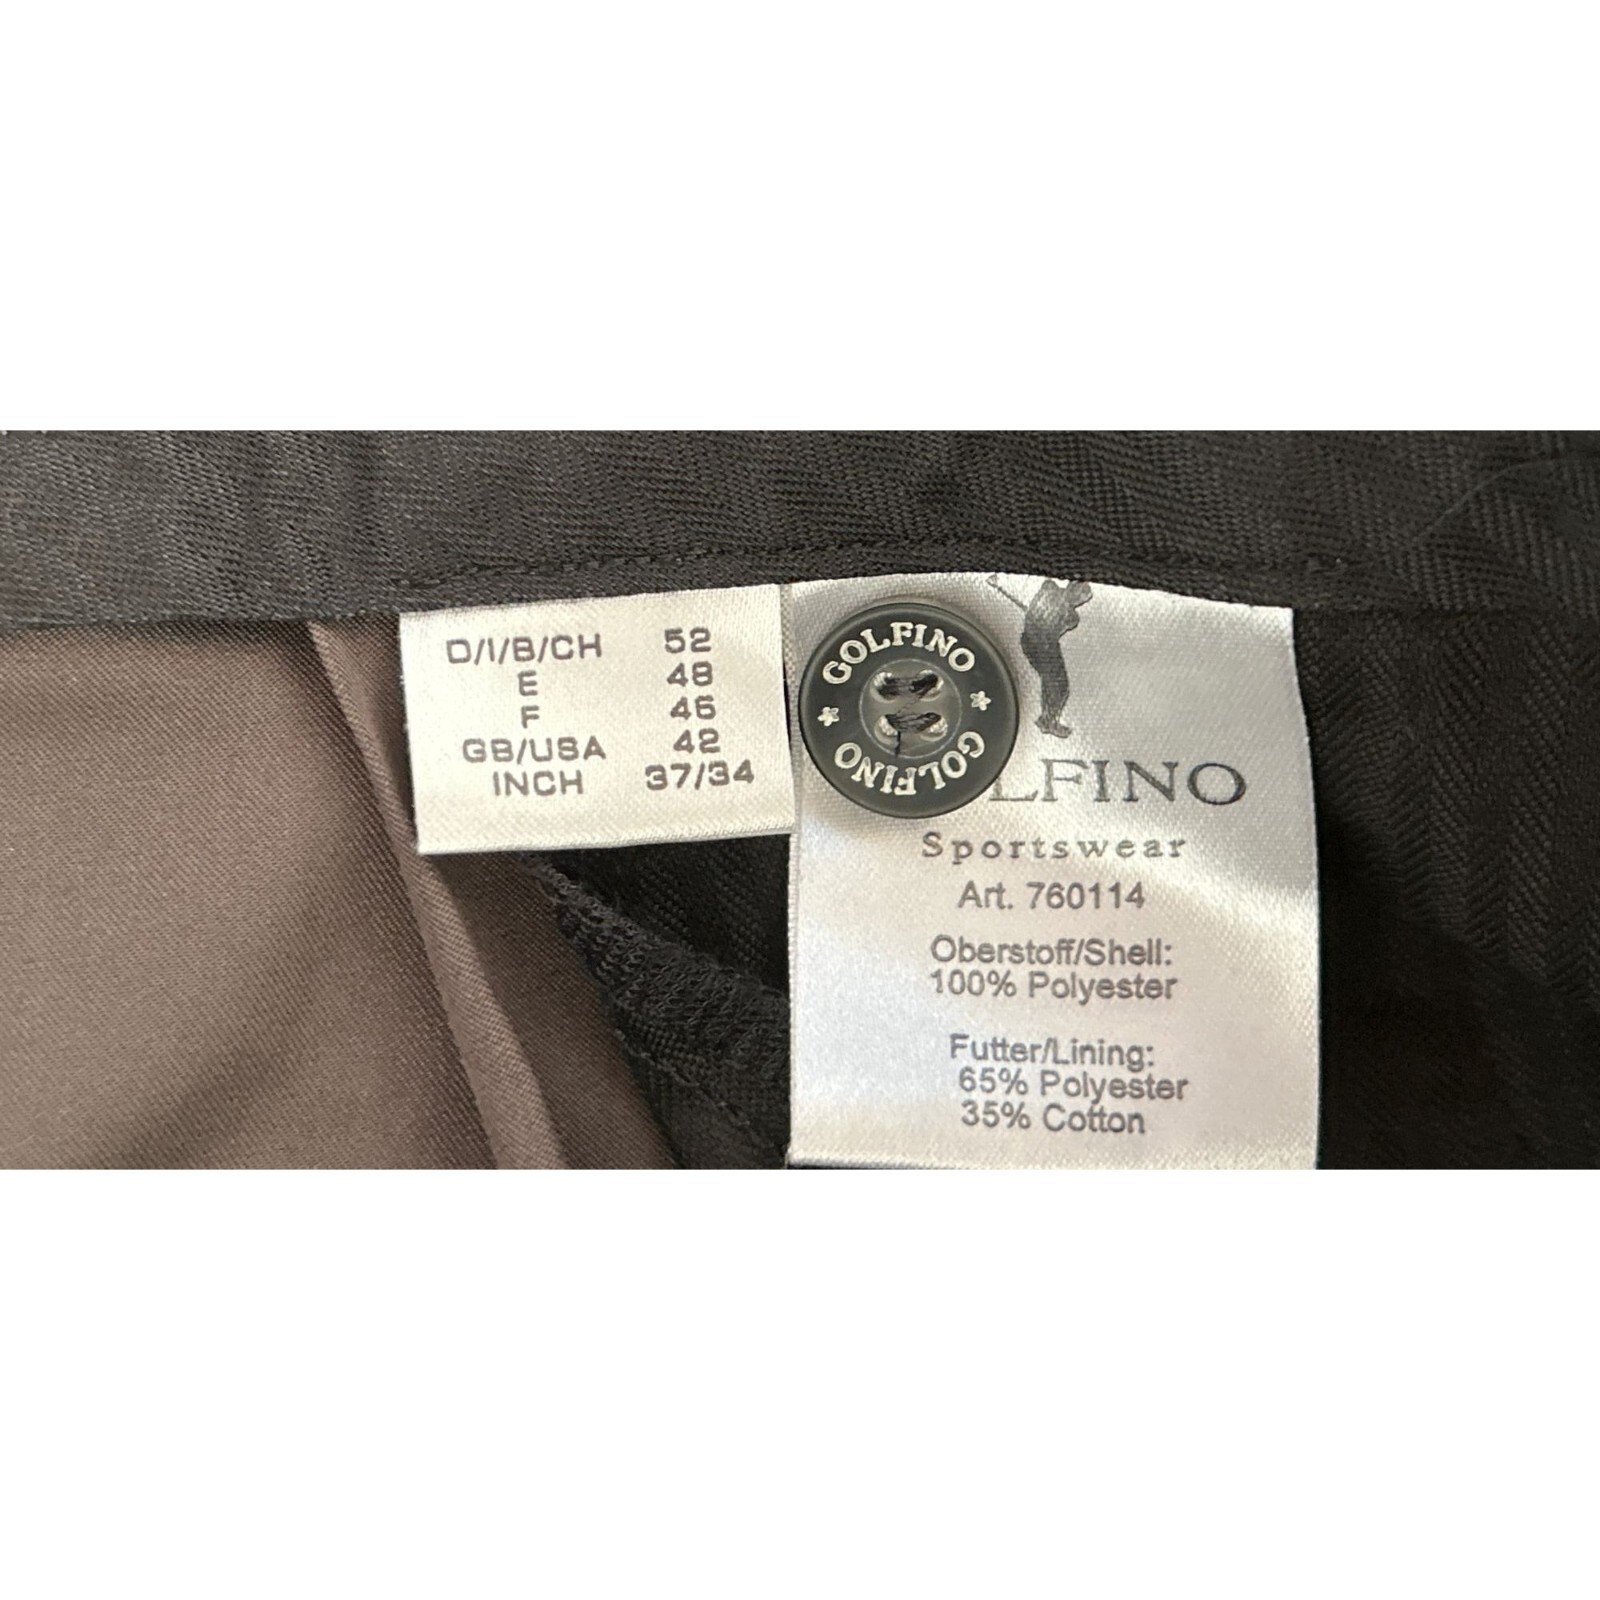 D/I/B/CH 52
E 48
F 46
GB/USA 42
INCH 37/34
GOLFINO
GOLFINO
LFINO
Sportswear
Art. 760114
Oberstoff/Shell:
100% Polyester
Futter/Lining:
65% Polyester
35% Cotton